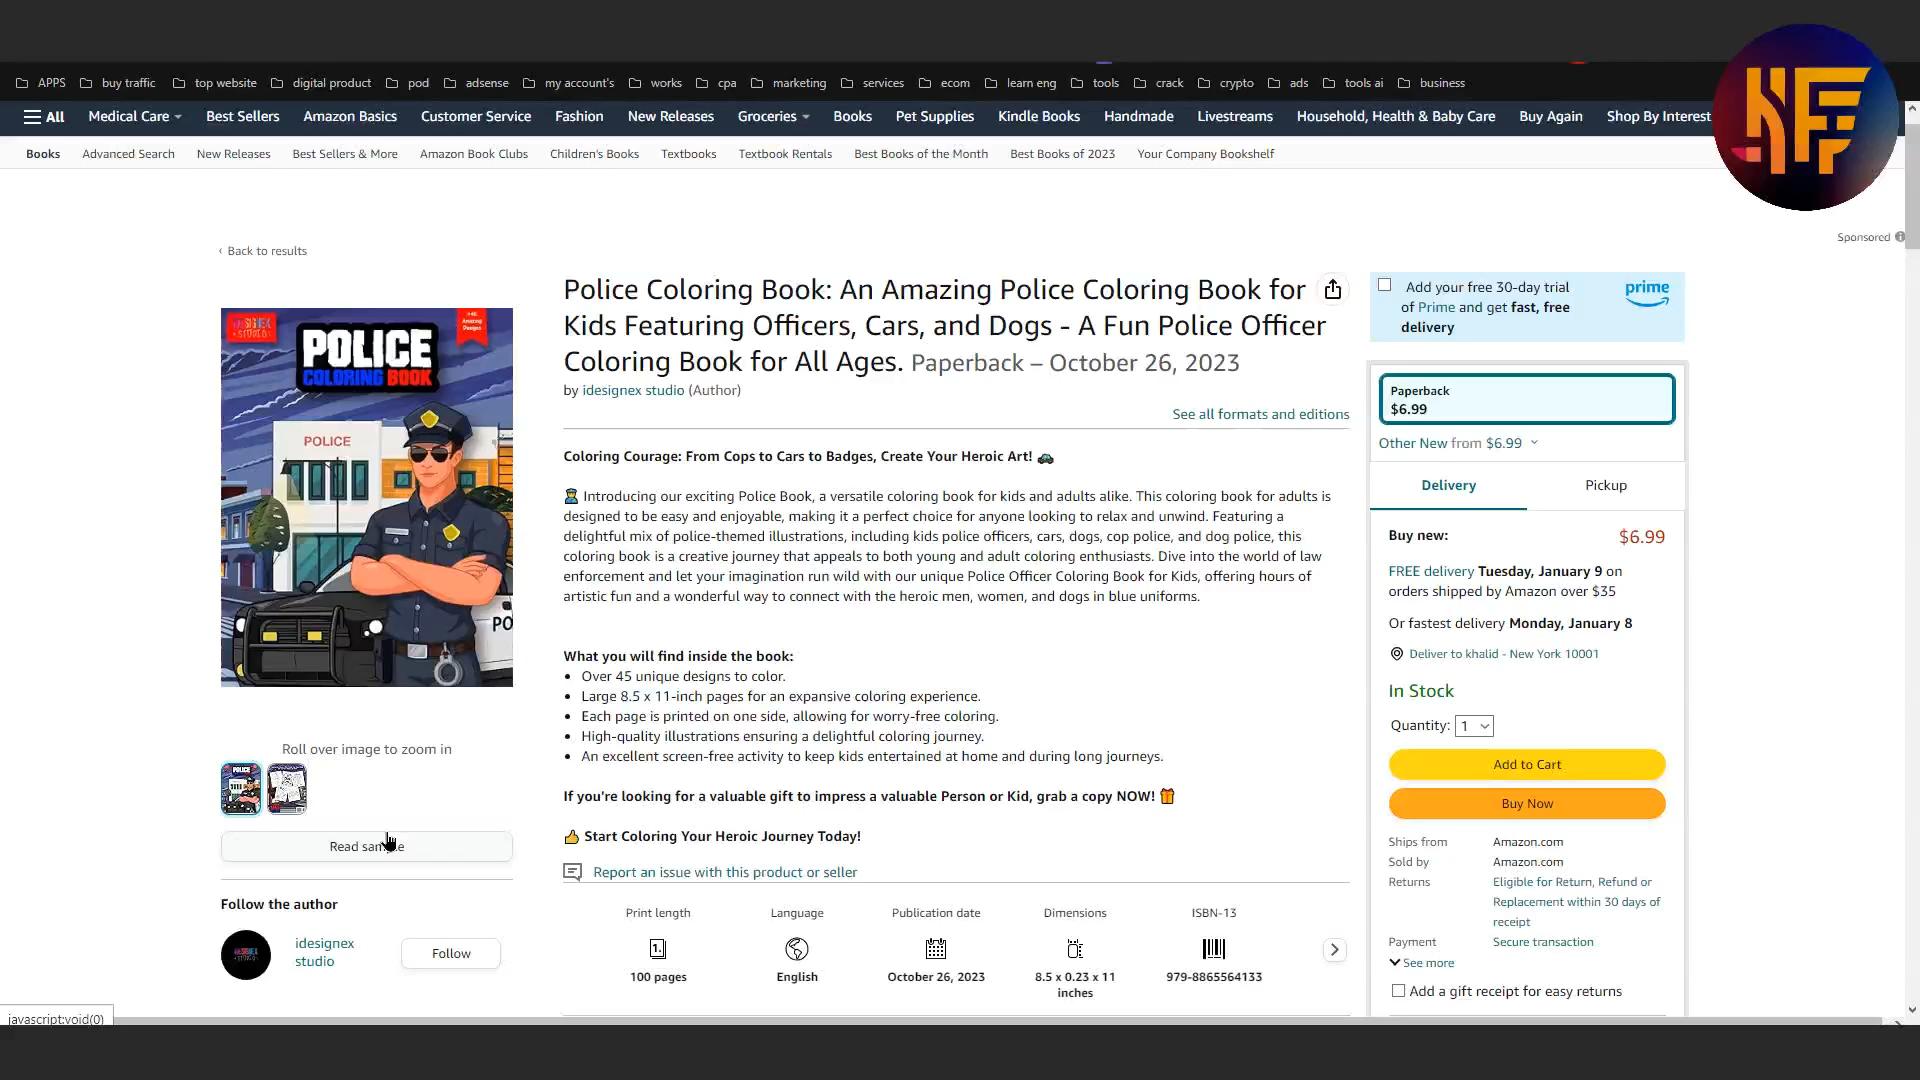 APPS buy traffic top website digital product pod adsense my account's works cpa marketing services ecom learn eng tools crack crypto ads tools ai business
All Medical Care Best Sellers Amazon Basics Customer Service Fashion New Releases Groceries Books Pet Supplies Kindle Books Handmade Livestreams Household, Health & Baby Care Buy Again Shop By Interest
Books Advanced Search New Releases Best Sellers & More Amazon Book Clubs Children's Books Textbooks Textbook Rentals Best Books of the Month Best Books of 2023 Your Company Bookshelf
Sponsored
‹ Back to results
+45
Amazing
Designs
POLICE
COLORING BOOK
POLICE
PO
Roll over image to zoom in
Read sample
Follow the author
idesignex
studio
Follow
Police Coloring Book: An Amazing Police Coloring Book for
Kids Featuring Officers, Cars, and Dogs - A Fun Police Officer
Coloring Book for All Ages. Paperback – October 26, 2023
by idesignex studio (Author)
See all formats and editions
Coloring Courage: From Cops to Cars to Badges, Create Your Heroic Art! 🚓
👮 Introducing our exciting Police Book, a versatile coloring book for kids and adults alike. This coloring book for adults is
designed to be easy and enjoyable, making it a perfect choice for anyone looking to relax and unwind. Featuring a
delightful mix of police-themed illustrations, including kids police officers, cars, dogs, cop police, and dog police, this
coloring book is a creative journey that appeals to both young and adult coloring enthusiasts. Dive into the world of law
enforcement and let your imagination run wild with our unique Police Officer Coloring Book for Kids, offering hours of
artistic fun and a wonderful way to connect with the heroic men, women, and dogs in blue uniforms.
What you will find inside the book:
• Over 45 unique designs to color.
• Large 8.5 x 11-inch pages for an expansive coloring experience.
• Each page is printed on one side, allowing for worry-free coloring.
• High-quality illustrations ensuring a delightful coloring journey.
• An excellent screen-free activity to keep kids entertained at home and during long journeys.
If you're looking for a valuable gift to impress a valuable Person or Kid, grab a copy NOW! 🎁
👍 Start Coloring Your Heroic Journey Today!
Report an issue with this product or seller
Print length Language Publication date Dimensions ISBN-13
100 pages English October 26, 2023 8.5 x 0.23 x 11 979-8865564133
inches
Add your free 30-day trial
of Prime and get fast, free
delivery
prime
Paperback
$6.99
Other New from $6.99
Delivery Pickup
Buy new: $6.99
FREE delivery Tuesday, January 9 on
orders shipped by Amazon over $35
Or fastest delivery Monday, January 8
Deliver to khalid - New York 10001
In Stock
Quantity: 1
Add to Cart
Buy Now
Ships from Amazon.com
Sold by Amazon.com
Returns Eligible for Return, Refund or
Replacement within 30 days of
receipt
Payment Secure transaction
See more
Add a gift receipt for easy returns
javascript:void(0)